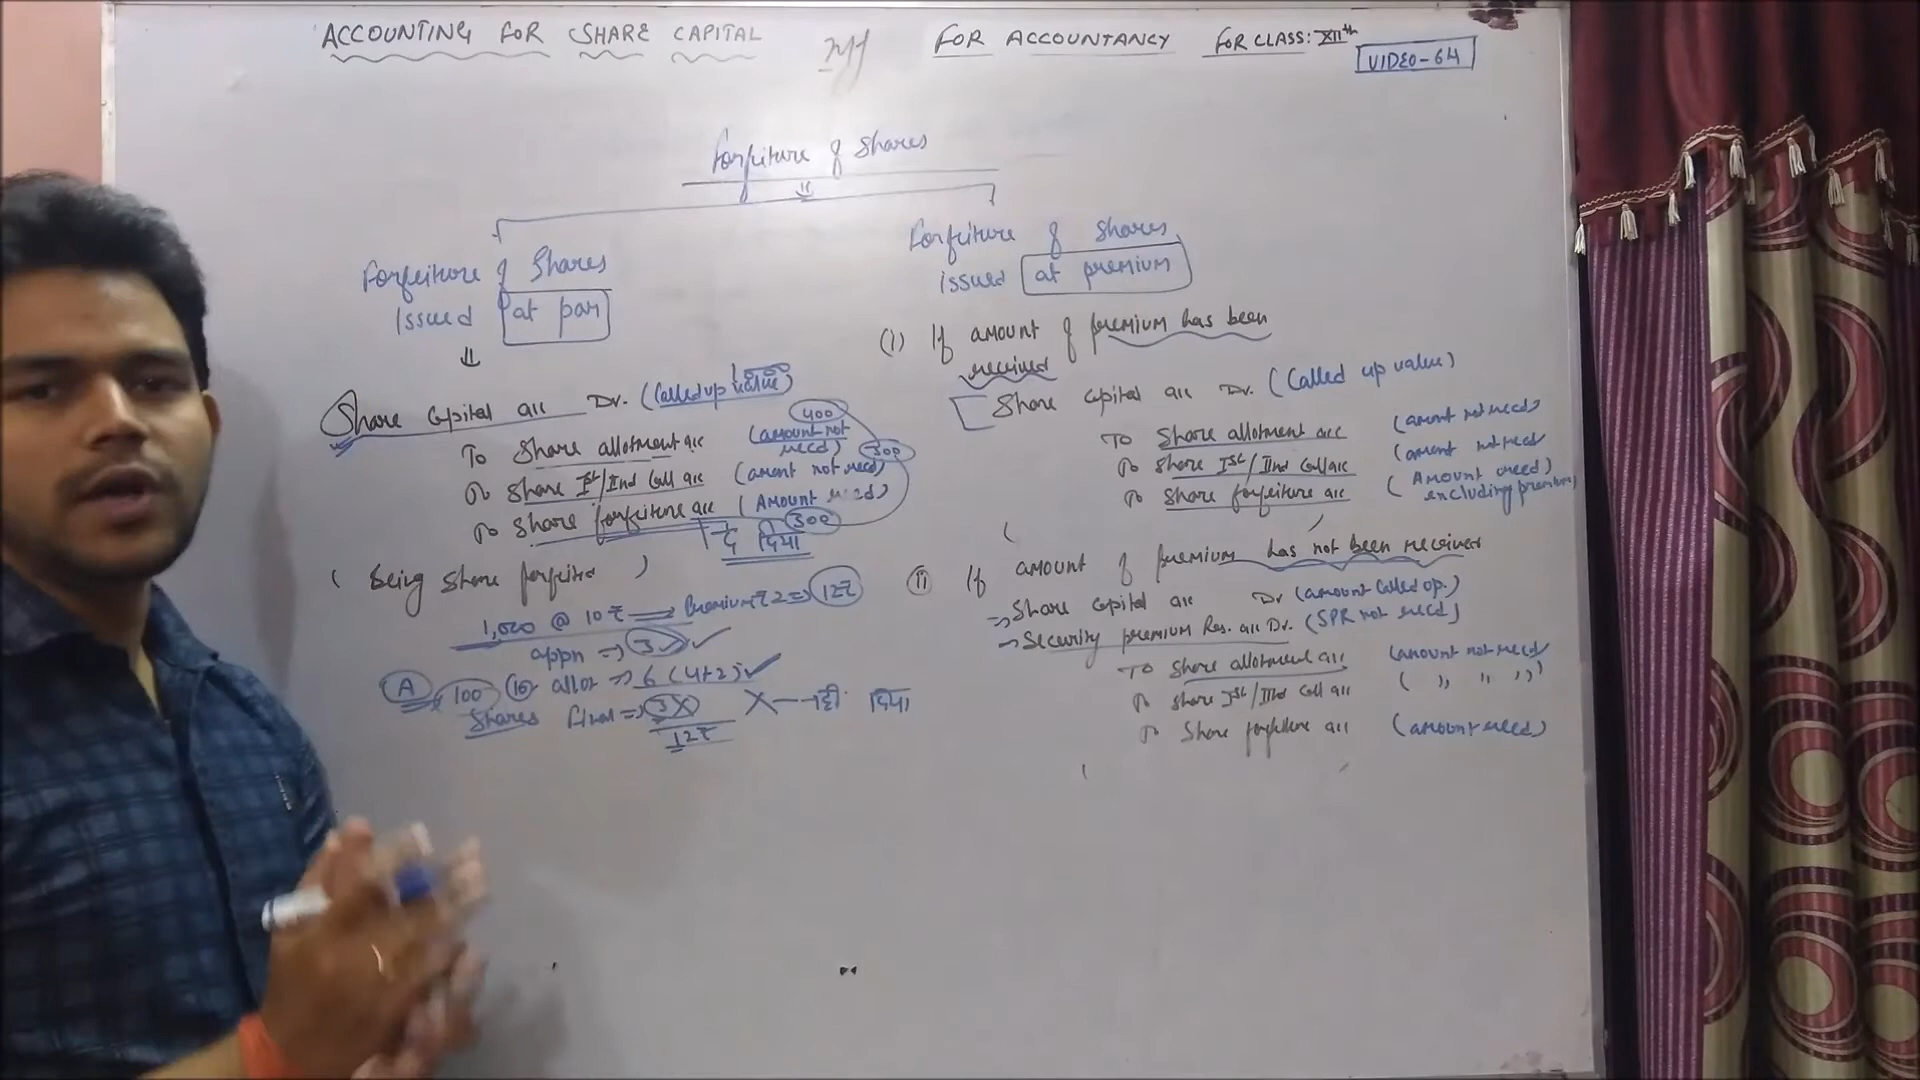 ACCOUNTING FOR SHARE CAPITAL
FOR ACCOUNTANCY FOR CLASS: XIIth
VIDEO-64
Forfeiture of Shares
Forfeiture of Shares
Issued at par
Share Capital a/c Dr. (Called up value)
To Share allotment a/c (amount not recd)
400
To Share Ist/IInd Call a/c (amount not recd)
300
To Share forfeiture a/c (Amount recd)
300
दिया
(Being Share forfeited)
1,000 @ 10₹ ⇒ Premium ₹2 ⇒ 12₹
appn ⇒ 3 ✓
A 100 allot ⇒ 6 (4+2) ✓
Shares final ⇒ 3 X X → दिया
12₹
Forfeiture of Shares
Issued at premium
(I) If amount of premium has been
received
Share Capital a/c Dr. (Called up value)
To Share allotment a/c (amount not recd)
To Share Ist/IInd Call a/c (amount not recd)
To Share forfeiture a/c (Amount recd excluding premium)
(II) If amount of premium has not been received
→ Share Capital a/c Dr (amount Called up.)
→ Security premium Res. a/c Dr. (SPR not recd)
To Share allotment a/c (amount not recd)
To Share Ist/IInd Call a/c ( " " ")
To Share forfeiture a/c (amount recd)